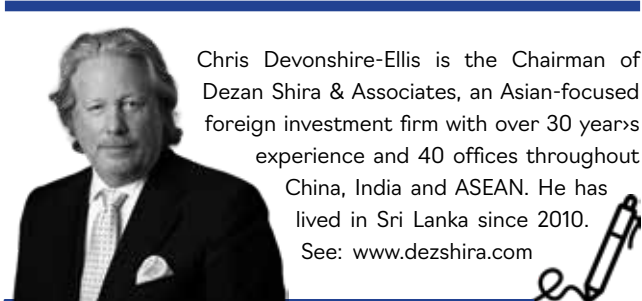 Chris Devonshire-Ellis is the Chairman of
Dezan Shira & Associates, an Asian-focused
foreign investment firm with over 30 year›s
experience and 40 offices throughout
China, India and ASEAN. He has
lived in Sri Lanka since 2010.
See: www.dezshira.com